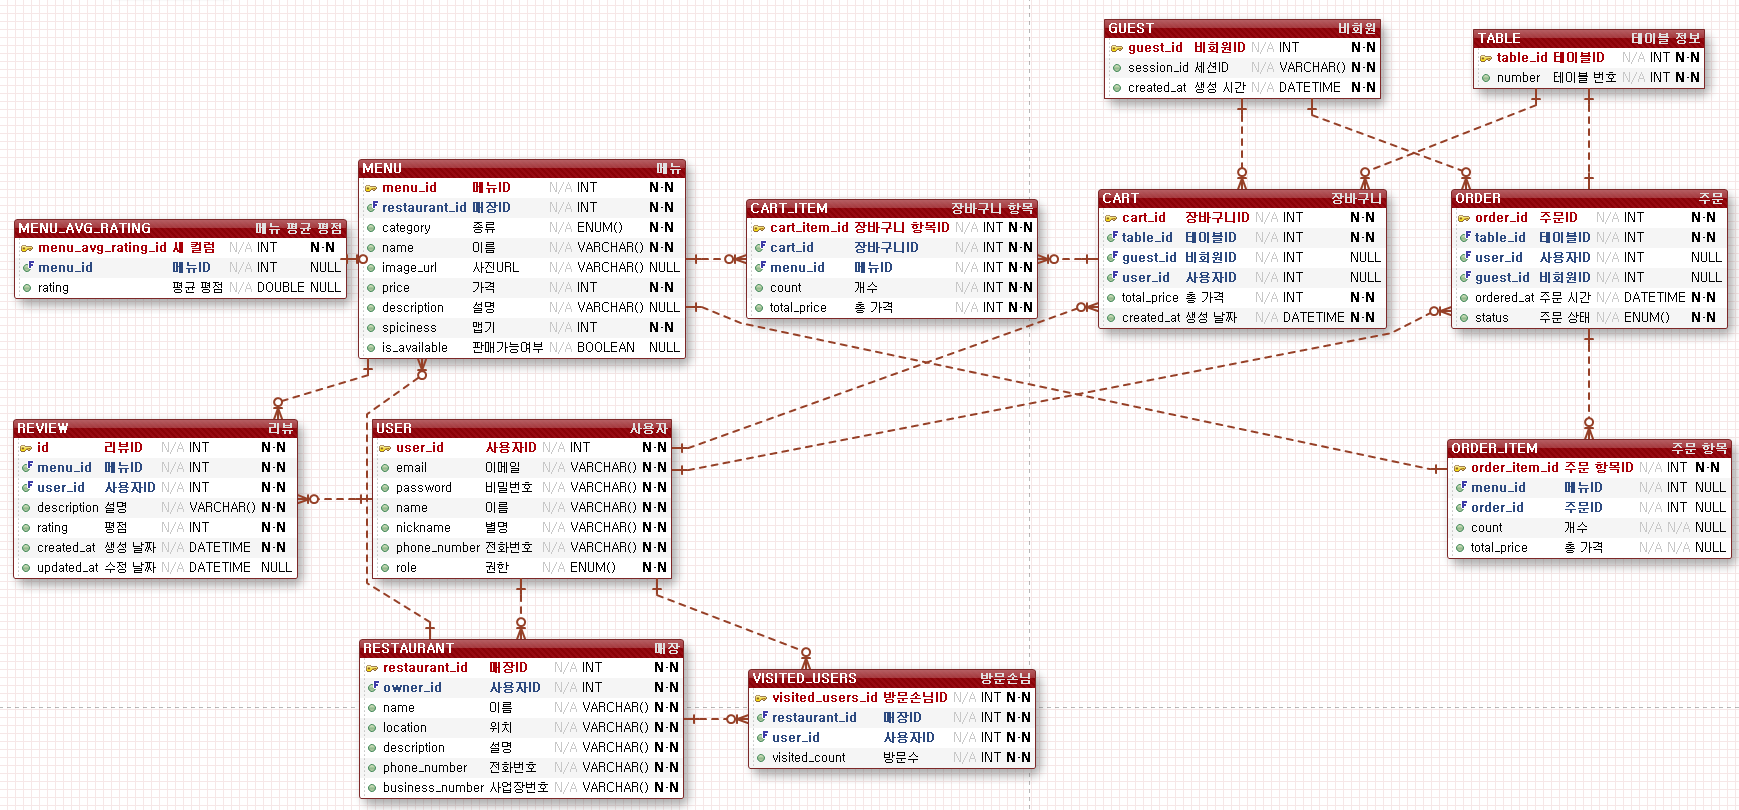 GUEST 비회원
guest_id 비회원ID N/A INT N-N
session_id 세션ID N/A VARCHAR() N-N
created_at 생성 시간 N/A DATETIME N-N
TABLE 테이블 정보
table_id 테이블ID N/A INT N-N
number 테이블 번호 N/A INT N-N
MENU 메뉴
menu_id 메뉴ID N/A INT N-N
restaurant_id 매장ID N/A INT N-N
category 종류 N/A ENUM() N-N
name 이름 N/A VARCHAR() N-N
image_url 사진URL N/A VARCHAR() NULL
price 가격 N/A INT N-N
description 설명 N/A VARCHAR() NULL
spiciness 맵기 N/A INT N-N
is_available 판매가능여부 N/A BOOLEAN NULL
MENU_AVG_RATING 메뉴 평균 평점
menu_avg_rating_id 새 컬럼 N/A INT N-N
menu_id 메뉴ID N/A INT NULL
rating 평균 평점 N/A DOUBLE NULL
CART_ITEM 장바구니 항목
cart_item_id 장바구니 항목ID N/A INT N-N
cart_id 장바구니ID N/A INT N-N
menu_id 메뉴ID N/A INT N-N
count 개수 N/A INT N-N
total_price 총 가격 N/A INT N-N
CART 장바구니
cart_id 장바구니ID N/A INT N-N
table_id 테이블ID N/A INT N-N
guest_id 비회원ID N/A INT NULL
user_id 사용자ID N/A INT NULL
total_price 총 가격 N/A INT N-N
created_at 생성 날짜 N/A DATETIME N-N
ORDER 주문
order_id 주문ID N/A INT N-N
table_id 테이블ID N/A INT N-N
user_id 사용자ID N/A INT NULL
guest_id 비회원ID N/A INT NULL
ordered_at 주문 시간 N/A DATETIME N-N
status 주문 상태 N/A ENUM() N-N
REVIEW 리뷰
id 리뷰ID N/A INT N-N
menu_id 메뉴ID N/A INT N-N
user_id 사용자ID N/A INT N-N
description 설명 N/A VARCHAR() N-N
rating 평점 N/A INT N-N
created_at 생성 날짜 N/A DATETIME N-N
updated_at 수정 날짜 N/A DATETIME NULL
USER 사용자
user_id 사용자ID N/A INT N-N
email 이메일 N/A VARCHAR() N-N
password 비밀번호 N/A VARCHAR() N-N
name 이름 N/A VARCHAR() N-N
nickname 별명 N/A VARCHAR() N-N
phone_number 전화번호 N/A VARCHAR() N-N
role 권한 N/A ENUM() N-N
ORDER_ITEM 주문 항목
order_item_id 주문 항목ID N/A INT N-N
menu_id 메뉴ID N/A INT NULL
order_id 주문ID N/A INT NULL
count 개수 N/A N/A NULL
total_price 총 가격 N/A N/A NULL
RESTAURANT 매장
restaurant_id 매장ID N/A INT N-N
owner_id 사용자ID N/A INT N-N
name 이름 N/A VARCHAR() N-N
location 위치 N/A VARCHAR() N-N
description 설명 N/A VARCHAR() N-N
phone_number 전화번호 N/A VARCHAR() N-N
business_number 사업장번호 N/A VARCHAR() N-N
VISITED_USERS 방문손님
visited_users_id 방문손님ID N/A INT N-N
restaurant_id 매장ID N/A INT N-N
user_id 사용자ID N/A INT N-N
visited_count 방문수 N/A INT N-N